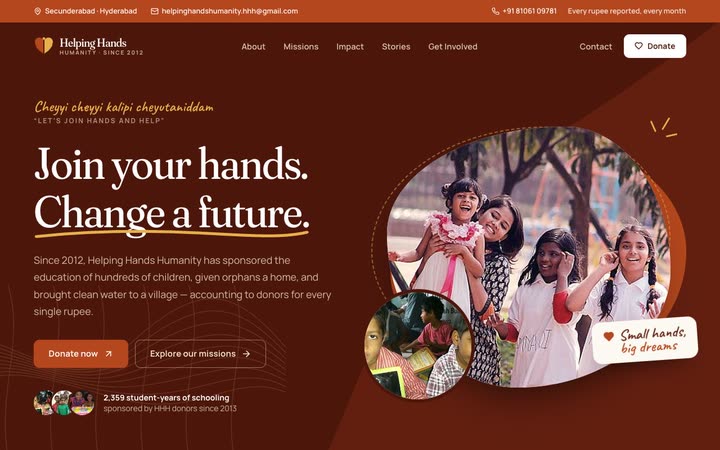 Secunderabad · Hyderabad
helpinghandshumanity.hhh@gmail.com
+91 81061 09781
Every rupee reported, every month
Helping Hands
HUMANITY · SINCE 2012
About
Missions
Impact
Stories
Get Involved
Contact
Donate
Cheyyi cheyyi kalipi cheyutaniddam
"LET'S JOIN HANDS AND HELP"
Join your hands.
Change a future.
Since 2012, Helping Hands Humanity has sponsored the
education of hundreds of children, given orphans a home, and
brought clean water to a village — accounting to donors for every
single rupee.
Donate now
Explore our missions
Small hands,
big dreams
2,359 student-years of schooling
sponsored by HHH donors since 2013